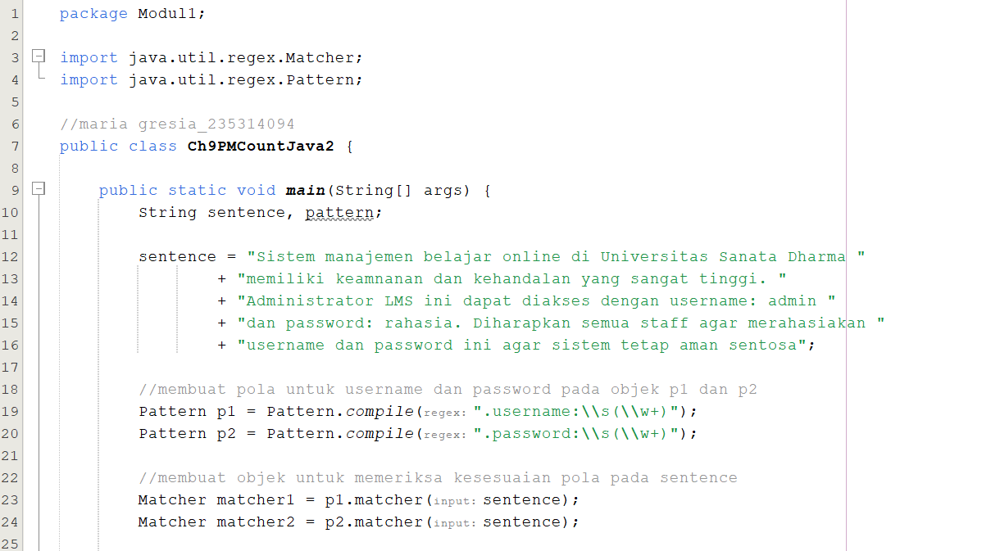 1 package Modul1;
2
3 import java.util.regex.Matcher;
4 import java.util.regex.Pattern;
5
6 //maria gresia_235314094
7 public class Ch9PMCountJava2 {
8
9 public static void main(String[] args) {
10 String sentence, pattern;
11
12 sentence = "Sistem manajemen belajar online di Universitas Sanata Dharma "
13 + "memiliki keamnanan dan kehandalan yang sangat tinggi. "
14 + "Administrator LMS ini dapat diakses dengan username: admin "
15 + "dan password: rahasia. Diharapkan semua staff agar merahasiakan "
16 + "username dan password ini agar sistem tetap aman sentosa";
17
18 //membuat pola untuk username dan password pada objek p1 dan p2
19 Pattern p1 = Pattern.compile(regex: ".username:\\s(\\w+)");
20 Pattern p2 = Pattern.compile(regex: ".password:\\s(\\w+)");
21
22 //membuat objek untuk memeriksa kesesuaian pola pada sentence
23 Matcher matcher1 = p1.matcher(input: sentence);
24 Matcher matcher2 = p2.matcher(input: sentence);
25